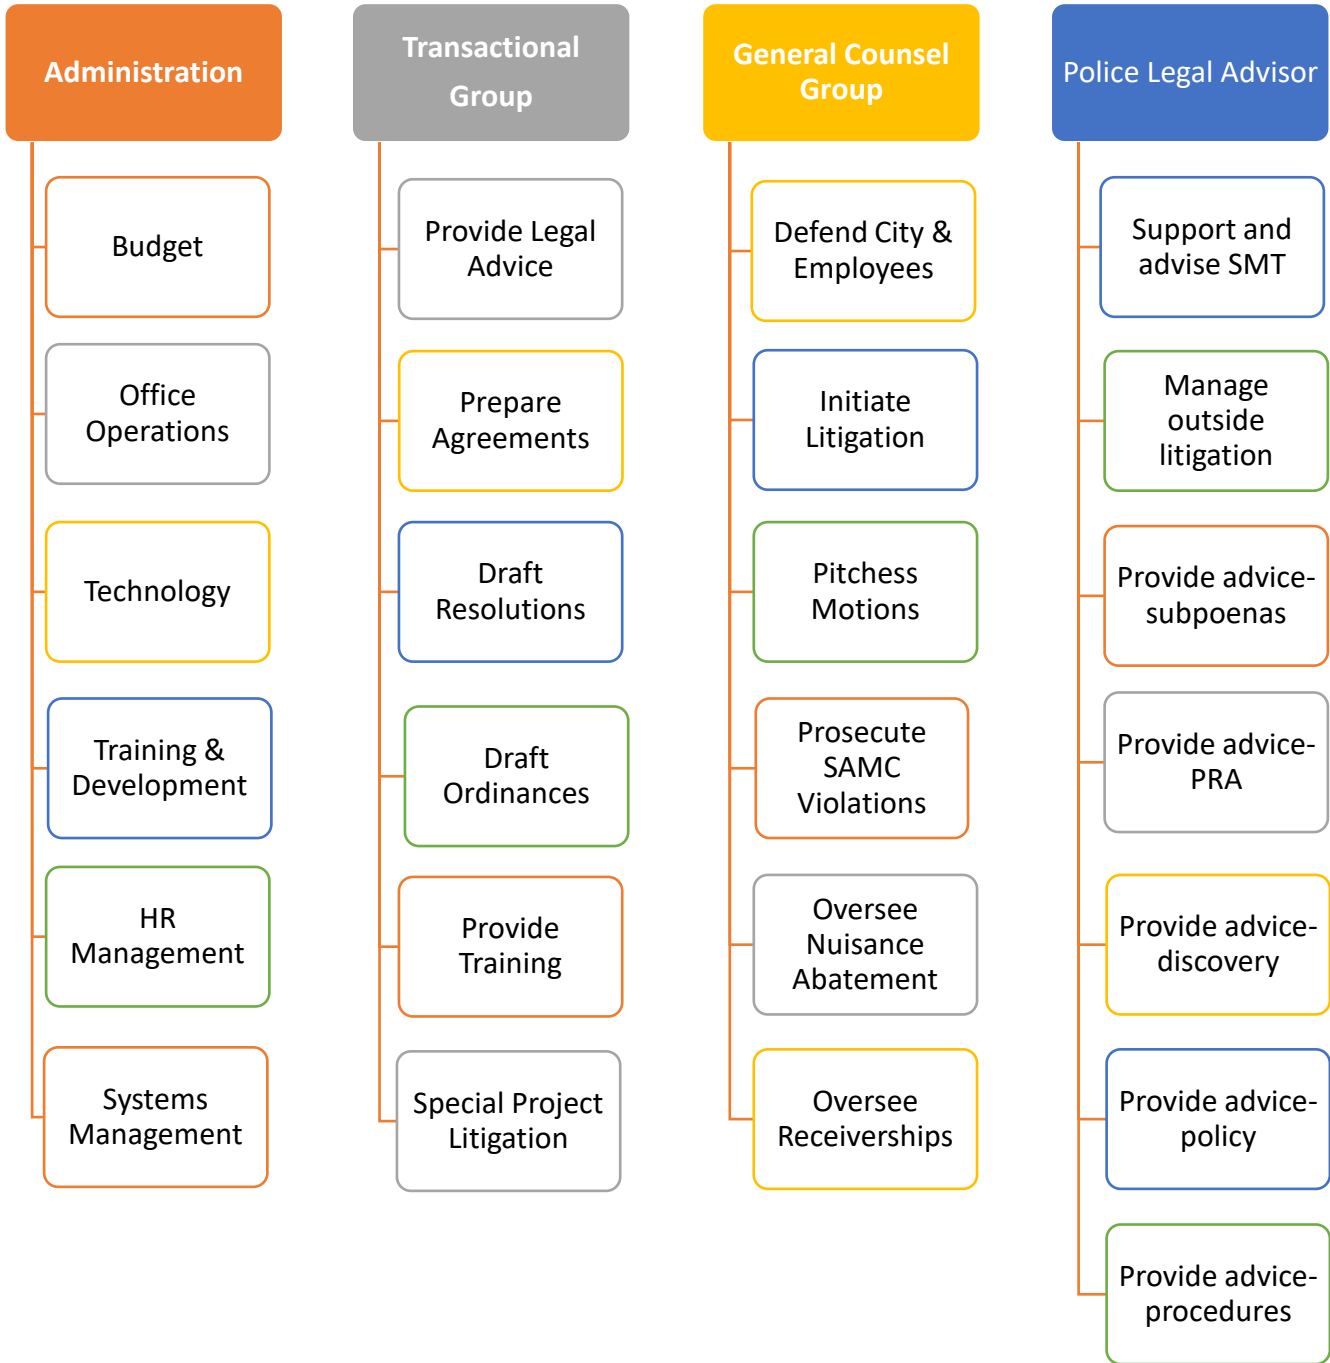 Administration
Budget
Office
Operations
Technology
Training &
Development
HR
Management
Systems
Management
Transactional
Group
Provide Legal
Advice
Prepare
Agreements
Draft
Resolutions
Draft
Ordinances
Provide
Training
Special Project
Litigation
General Counsel
Group
Defend City &
Employees
Initiate
Litigation
Pitchess
Motions
Prosecute
SAMC
Violations
Oversee
Nuisance
Abatement
Oversee
Receiverships
Police Legal Advisor
Support and
advise SMT
Manage
outside
litigation
Provide advice-
subpoenas
Provide advice-
PRA
Provide advice-
discovery
Provide advice-
policy
Provide advice-
procedures